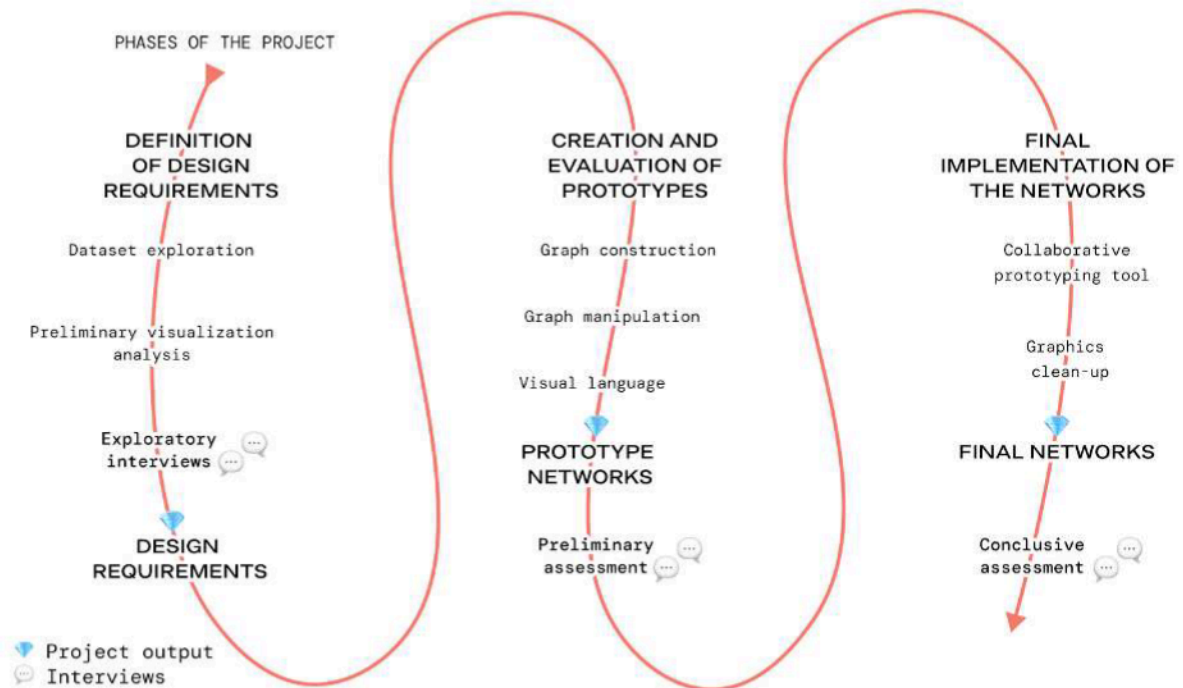 PHASES OF THE PROJECT
DEFINITION
OF DESIGN
REQUIREMENTS
Dataset exploration
Preliminary visualization
analysis
Exploratory
interviews
DESIGN
REQUIREMENTS
CREATION AND
EVALUATION OF
PROTOTYPES
Graph construction
Graph manipulation
Visual language
PROTOTYPE
NETWORKS
Preliminary
assessment
FINAL
IMPLEMENTATION OF
THE NETWORKS
Collaborative
prototyping tool
Graphics
clean-up
FINAL NETWORKS
Conclusive
assessment
Project output
Interviews